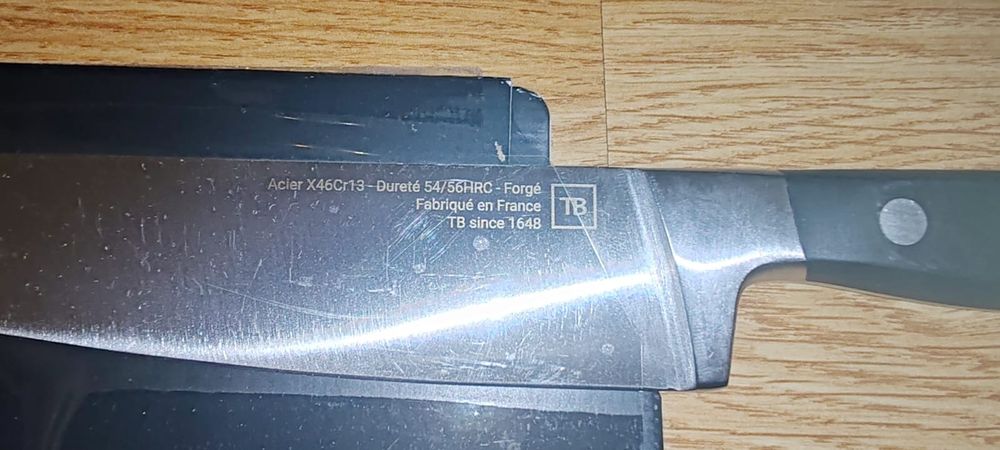 Acier X46Cr13 - Dureté 54/56HRC - Forgé
Fabriqué en France
TB since 1648
TB